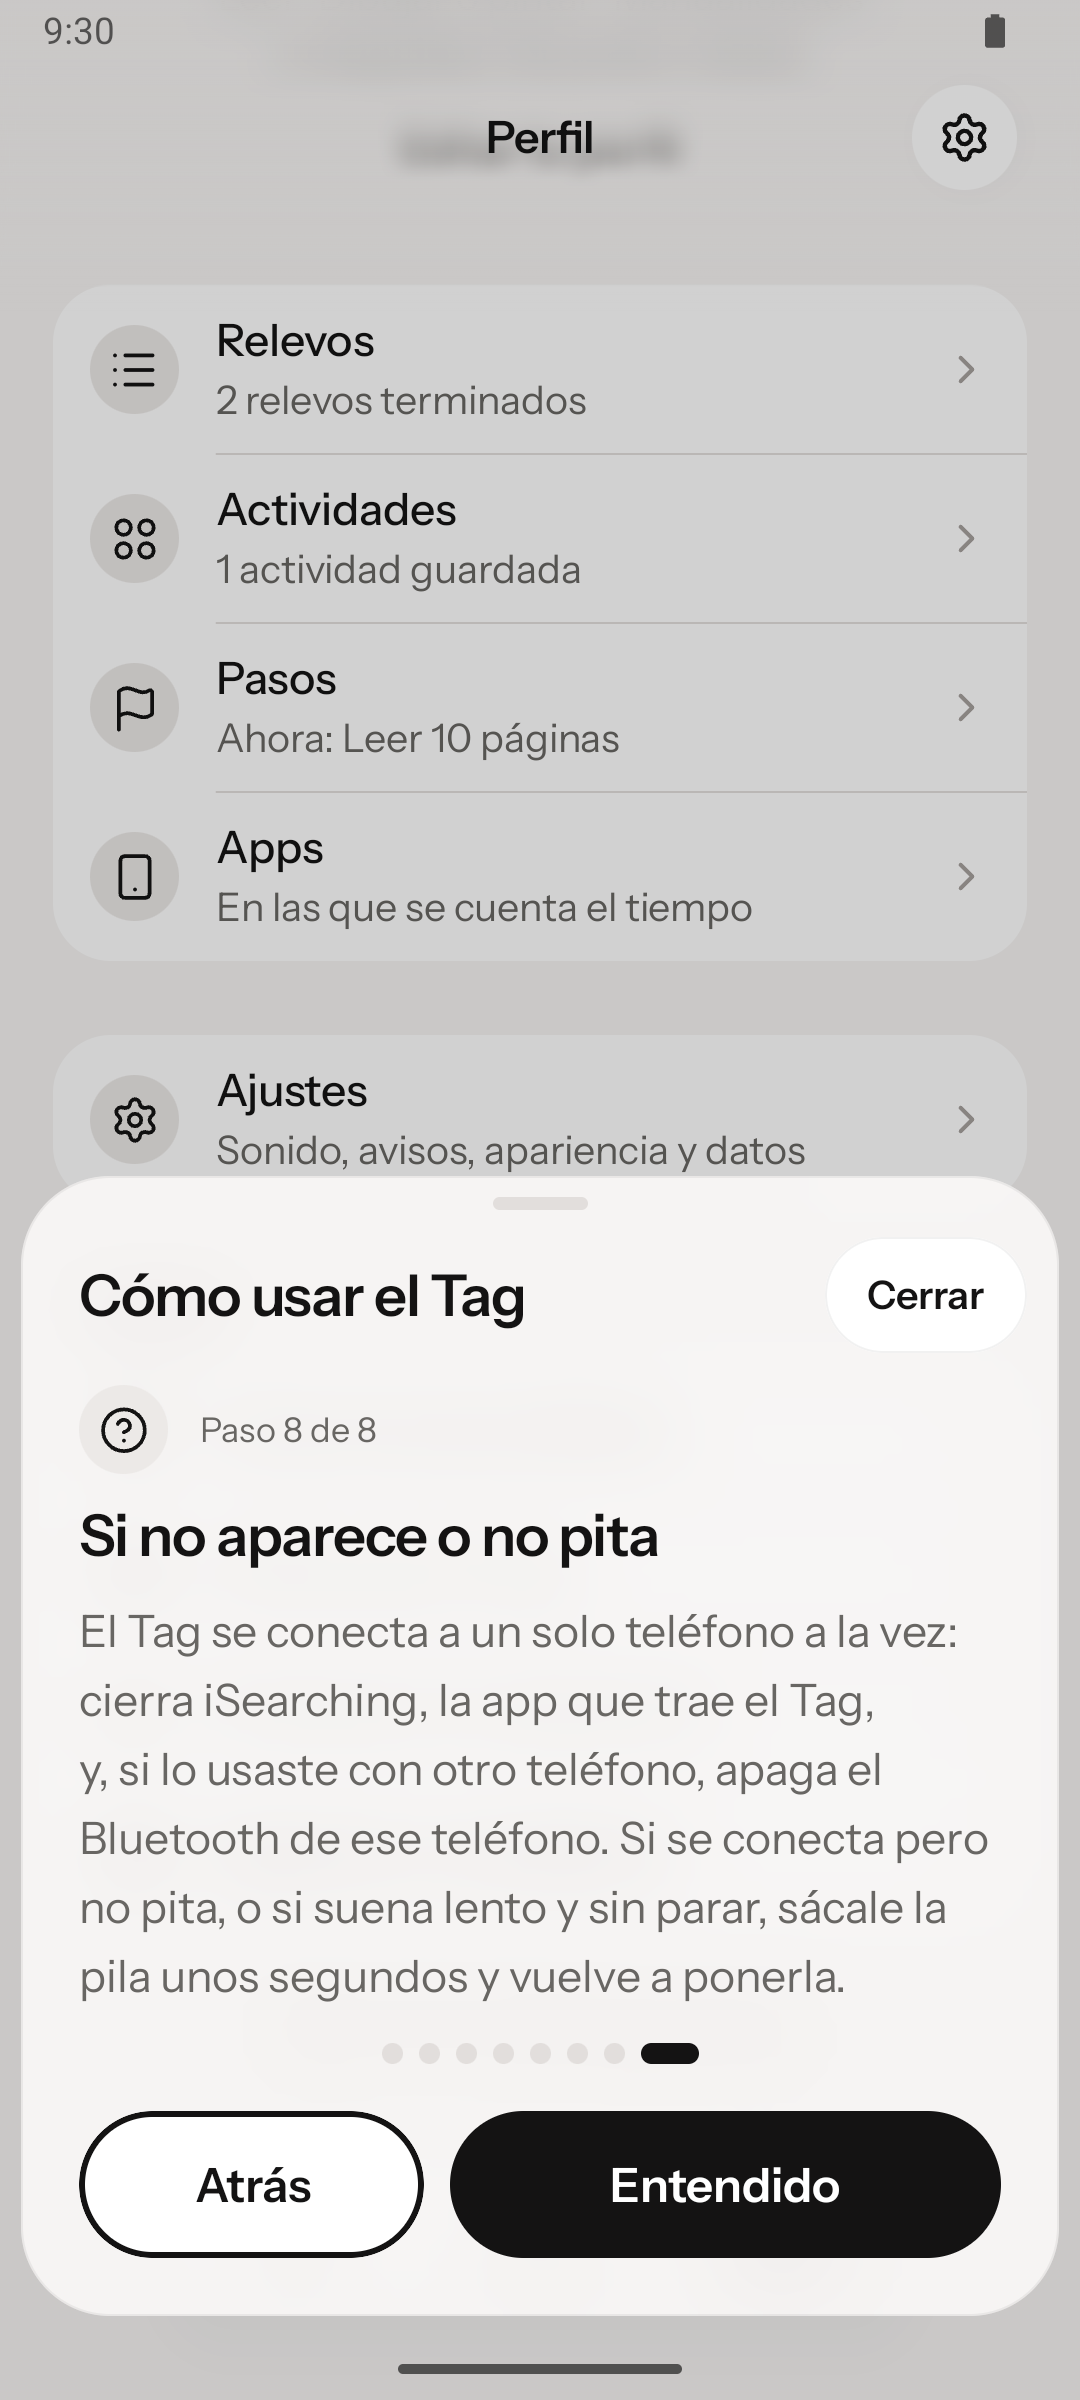 9:30
Perfil
Relevos
2 relevos terminados
Actividades
1 actividad guardada
Pasos
Ahora: Leer 10 páginas
Apps
En las que se cuenta el tiempo
Ajustes
Sonido, avisos, apariencia y datos
Cómo usar el Tag
Cerrar
Paso 8 de 8
Si no aparece o no pita
El Tag se conecta a un solo teléfono a la vez:
cierra iSearching, la app que trae el Tag,
y, si lo usaste con otro teléfono, apaga el
Bluetooth de ese teléfono. Si se conecta pero
no pita, o si suena lento y sin parar, sácale la
pila unos segundos y vuelve a ponerla.
Atrás
Entendido